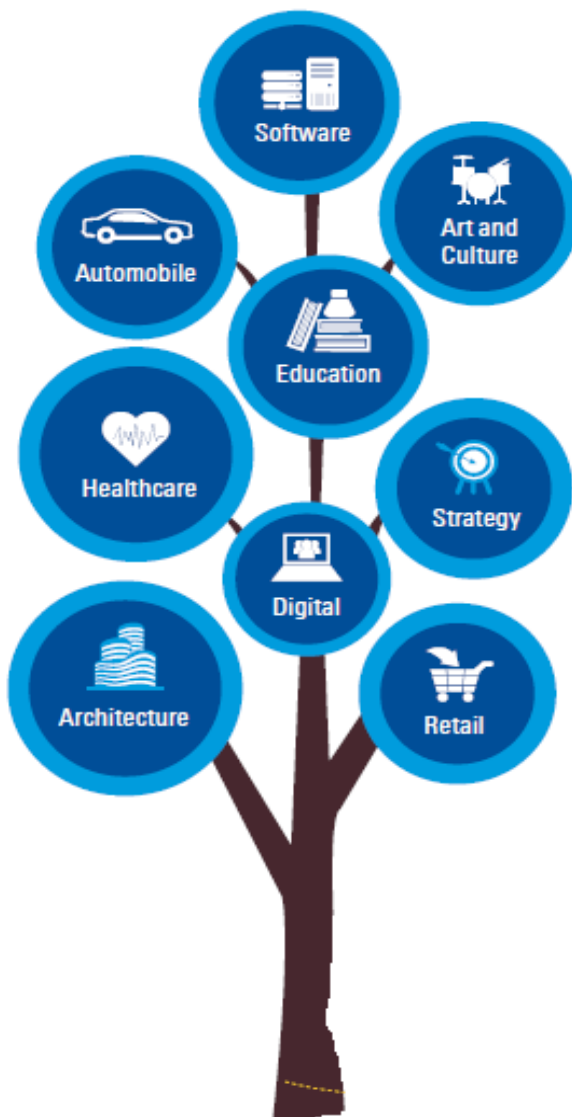 Software
Art and
Culture
Automobile
Education
Healthcare
Strategy
Digital
Architecture
Retail